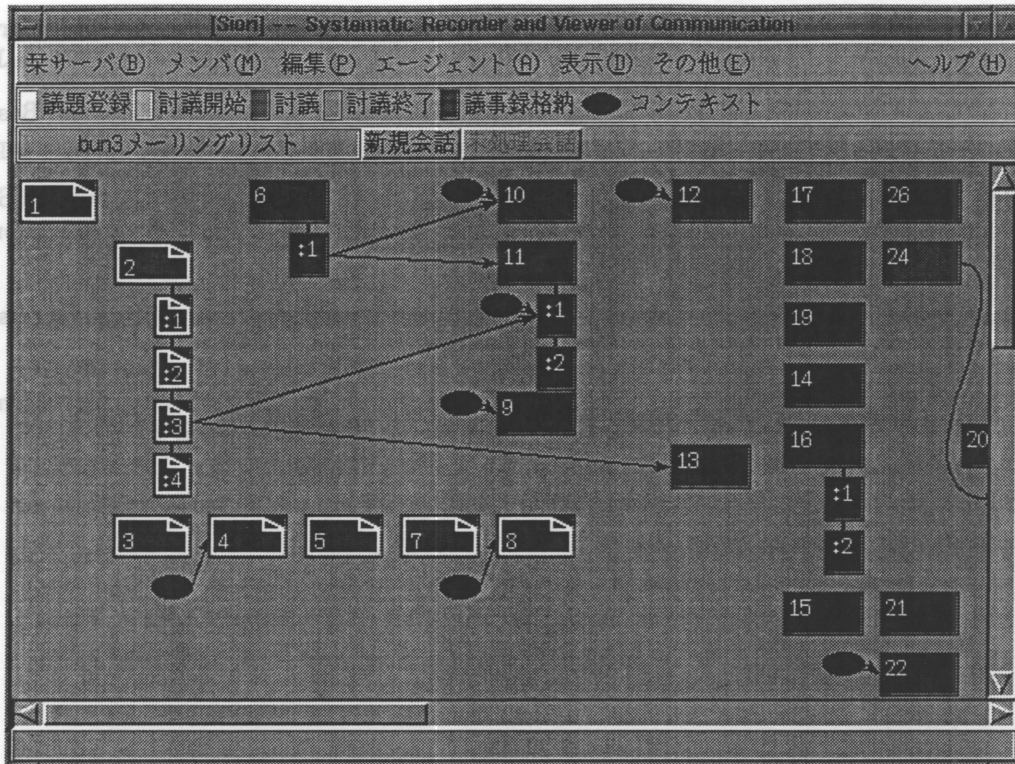 [Siori] -- Systematic Recorder and Viewer of Communication
栞サーバ(B) メンバ(M) 編集(P) エージェント(A) 表示(D) その他(E) ヘルプ(H)
議題登録 討議開始 討議 討議終了 議事録格納 コンテキスト
bun3メーリングリスト 新規会話 未処理会話
1 6 10 12 17 26
2 :1 11 18 24
:1 :1 19
:2 :2 14
:3 9 16 20
:4 13 :1
3 4 5 7 8 :2
15 21
22